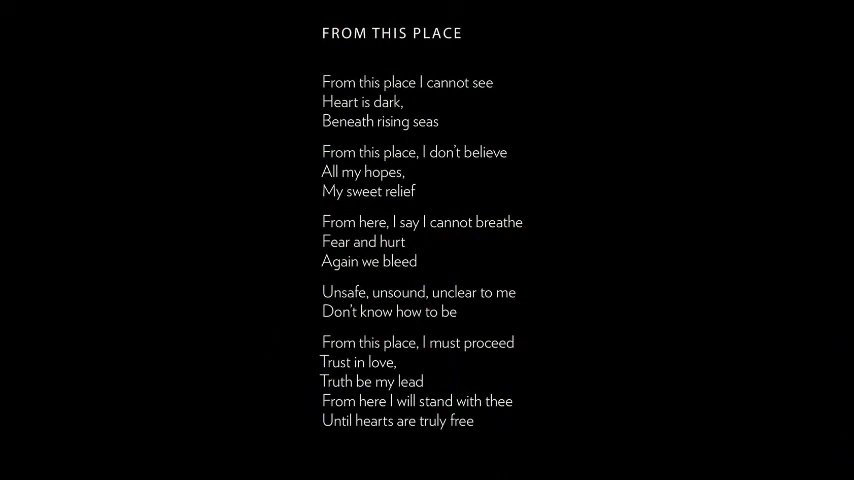 FROM THIS PLACE
From this place I cannot see
Heart is dark,
Beneath rising seas
From this place, I don't believe
All my hopes,
My sweet relief
From here, I say I cannot breathe
Fear and hurt
Again we bleed
Unsafe, unsound, unclear to me
Don't know how to be
From this place, I must proceed
Trust in love,
Truth be my lead
From here I will stand with thee
Until hearts are truly free